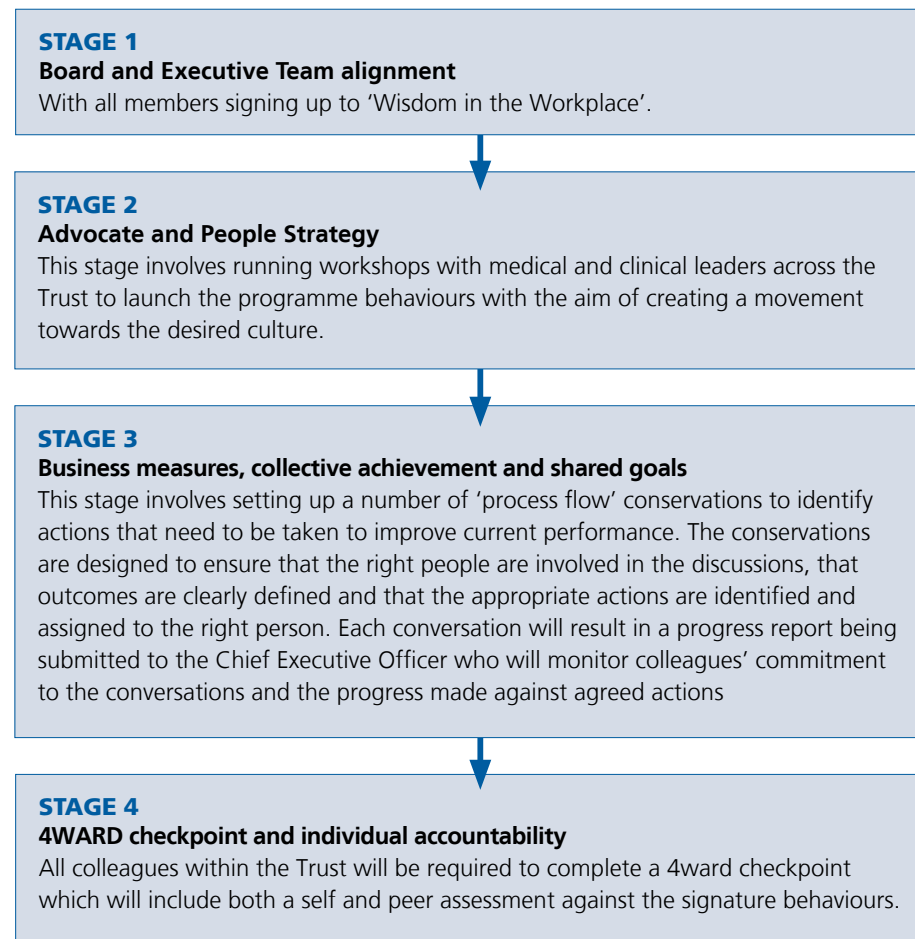 STAGE 1
Board and Executive Team alignment
With all members signing up to ‘Wisdom in the Workplace’.
STAGE 2
Advocate and People Strategy
This stage involves running workshops with medical and clinical leaders across the
Trust to launch the programme behaviours with the aim of creating a movement
towards the desired culture.
STAGE 3
Business measures, collective achievement and shared goals
This stage involves setting up a number of ‘process flow’ conservations to identify
actions that need to be taken to improve current performance. The conservations
are designed to ensure that the right people are involved in the discussions, that
outcomes are clearly defined and that the appropriate actions are identified and
assigned to the right person. Each conversation will result in a progress report being
submitted to the Chief Executive Officer who will monitor colleagues’ commitment
to the conversations and the progress made against agreed actions
STAGE 4
4WARD checkpoint and individual accountability
All colleagues within the Trust will be required to complete a 4ward checkpoint
which will include both a self and peer assessment against the signature behaviours.